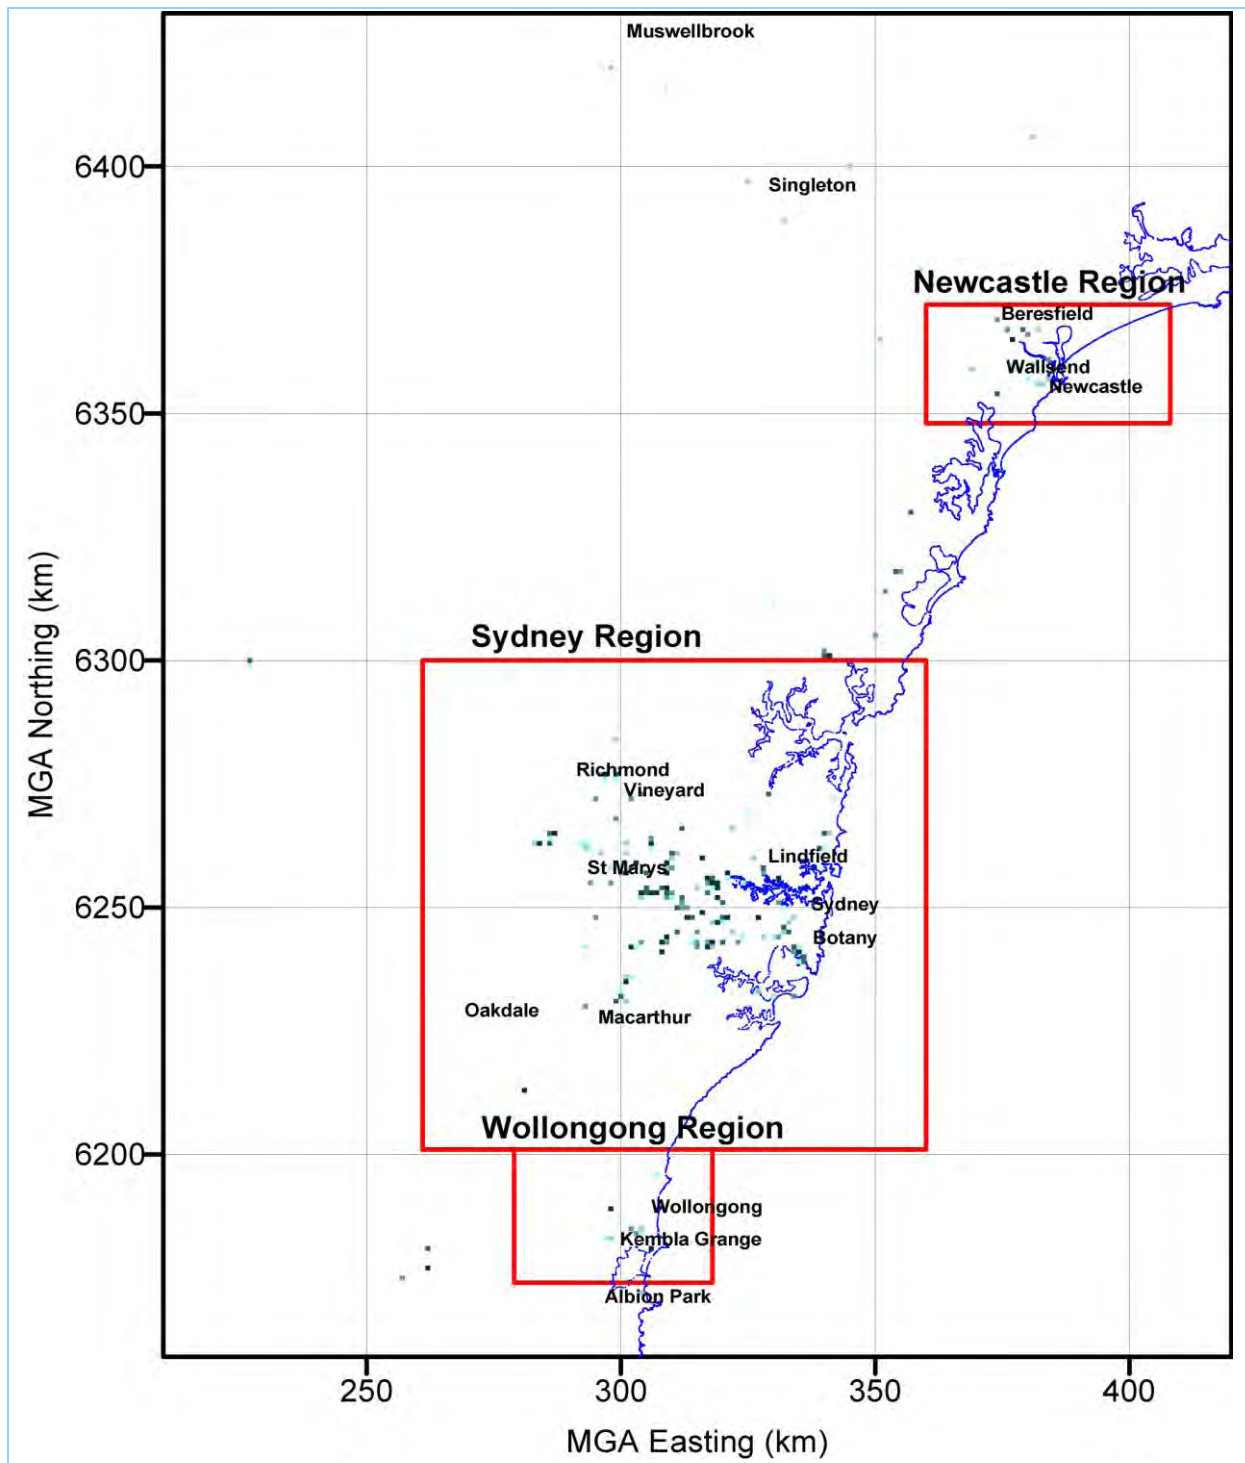 Muswellbrook
6400
Singleton
Newcastle Region
Beresfield
Wallsend
Newcastle
6350
MGA Northing (km)
6300
Sydney Region
Richmond
Vineyard
Lindfield
St Marys
6250
Sydney
Botany
Oakdale
Macarthur
6200
Wollongong Region
Wollongong
Kembla Grange
Albion Park
250 300 350 400
MGA Easting (km)